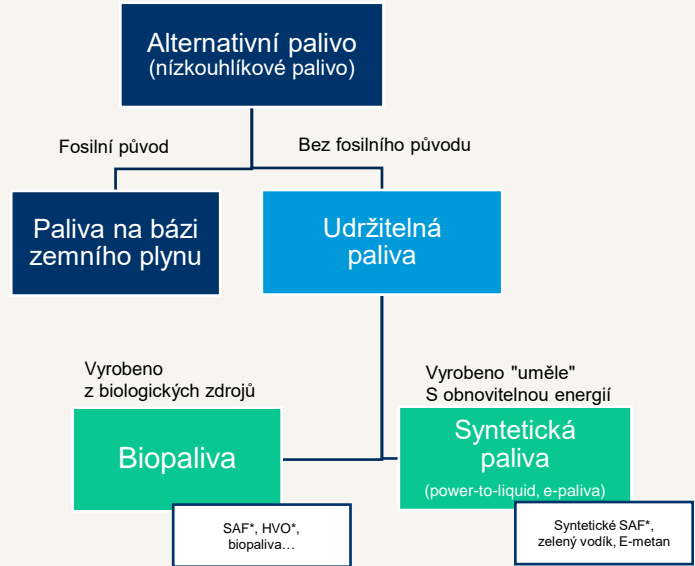 Alternativní palivo
(nízkouhlíkové palivo)
Fosilní původ
Bez fosilního původu
Paliva na bázi
zemního plynu
Udržitelná
paliva
Vyrobeno
z biologických zdrojů
Vyrobeno "uměle"
S obnovitelnou energií
Biopaliva
Syntetická
paliva
(power-to-liquid, e-paliva)
SAF*, HVO*,
biopaliva…
Syntetické SAF*,
zelený vodík, E-metan